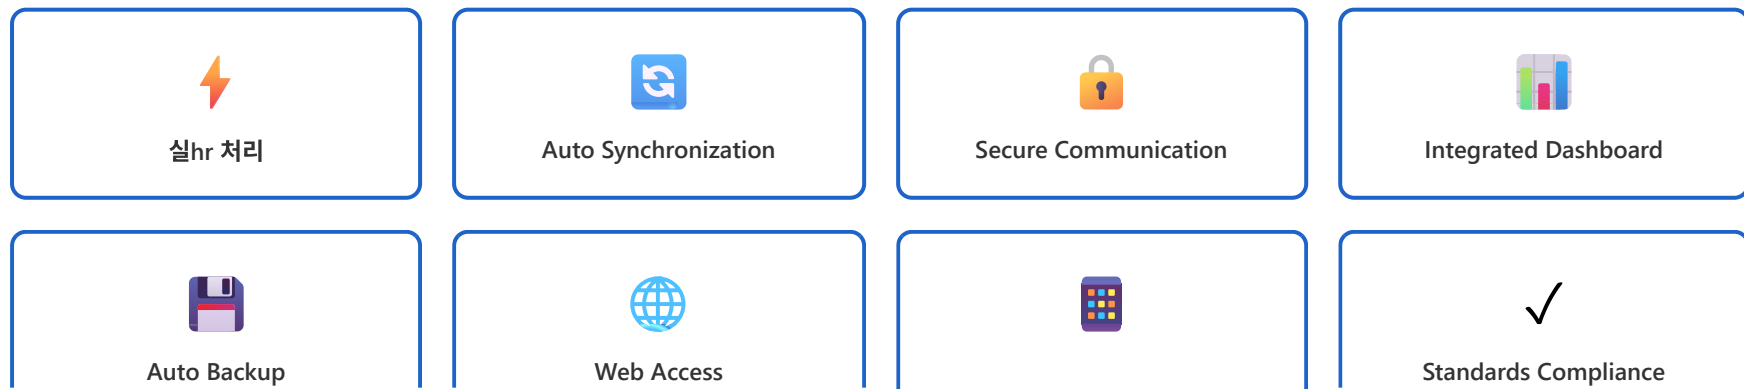 실hr 처리
Auto Synchronization
Secure Communication
Integrated Dashboard
Auto Backup
Web Access
Standards Compliance